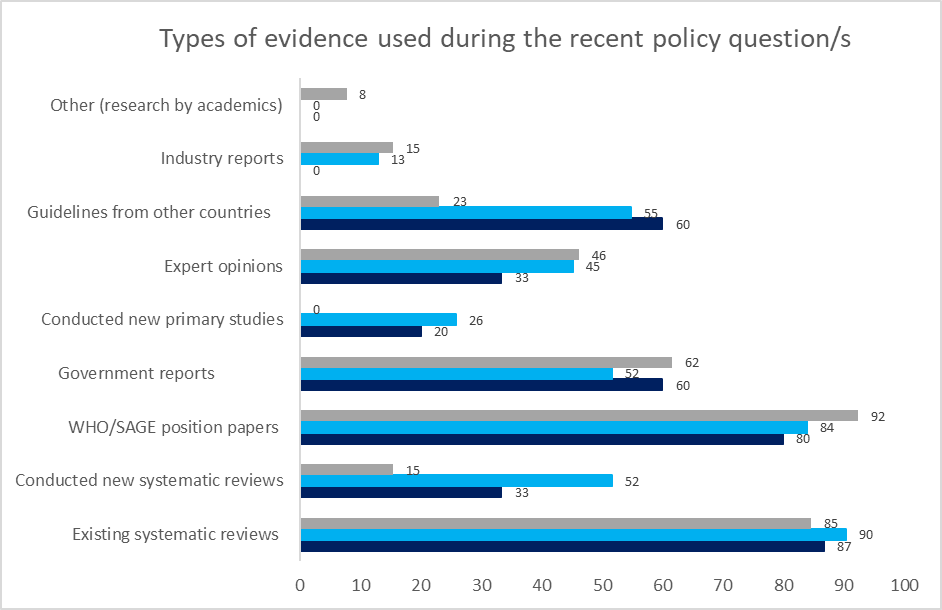 Types of evidence used during the recent policy question/s
Other (research by academics)
8
0
0
Industry reports
15
13
0
Guidelines from other countries
23
55
60
Expert opinions
46
45
33
Conducted new primary studies
0
26
20
Government reports
62
52
60
WHO/SAGE position papers
92
84
80
Conducted new systematic reviews
15
52
33
Existing systematic reviews
85
90
87
0 10 20 30 40 50 60 70 80 90 100